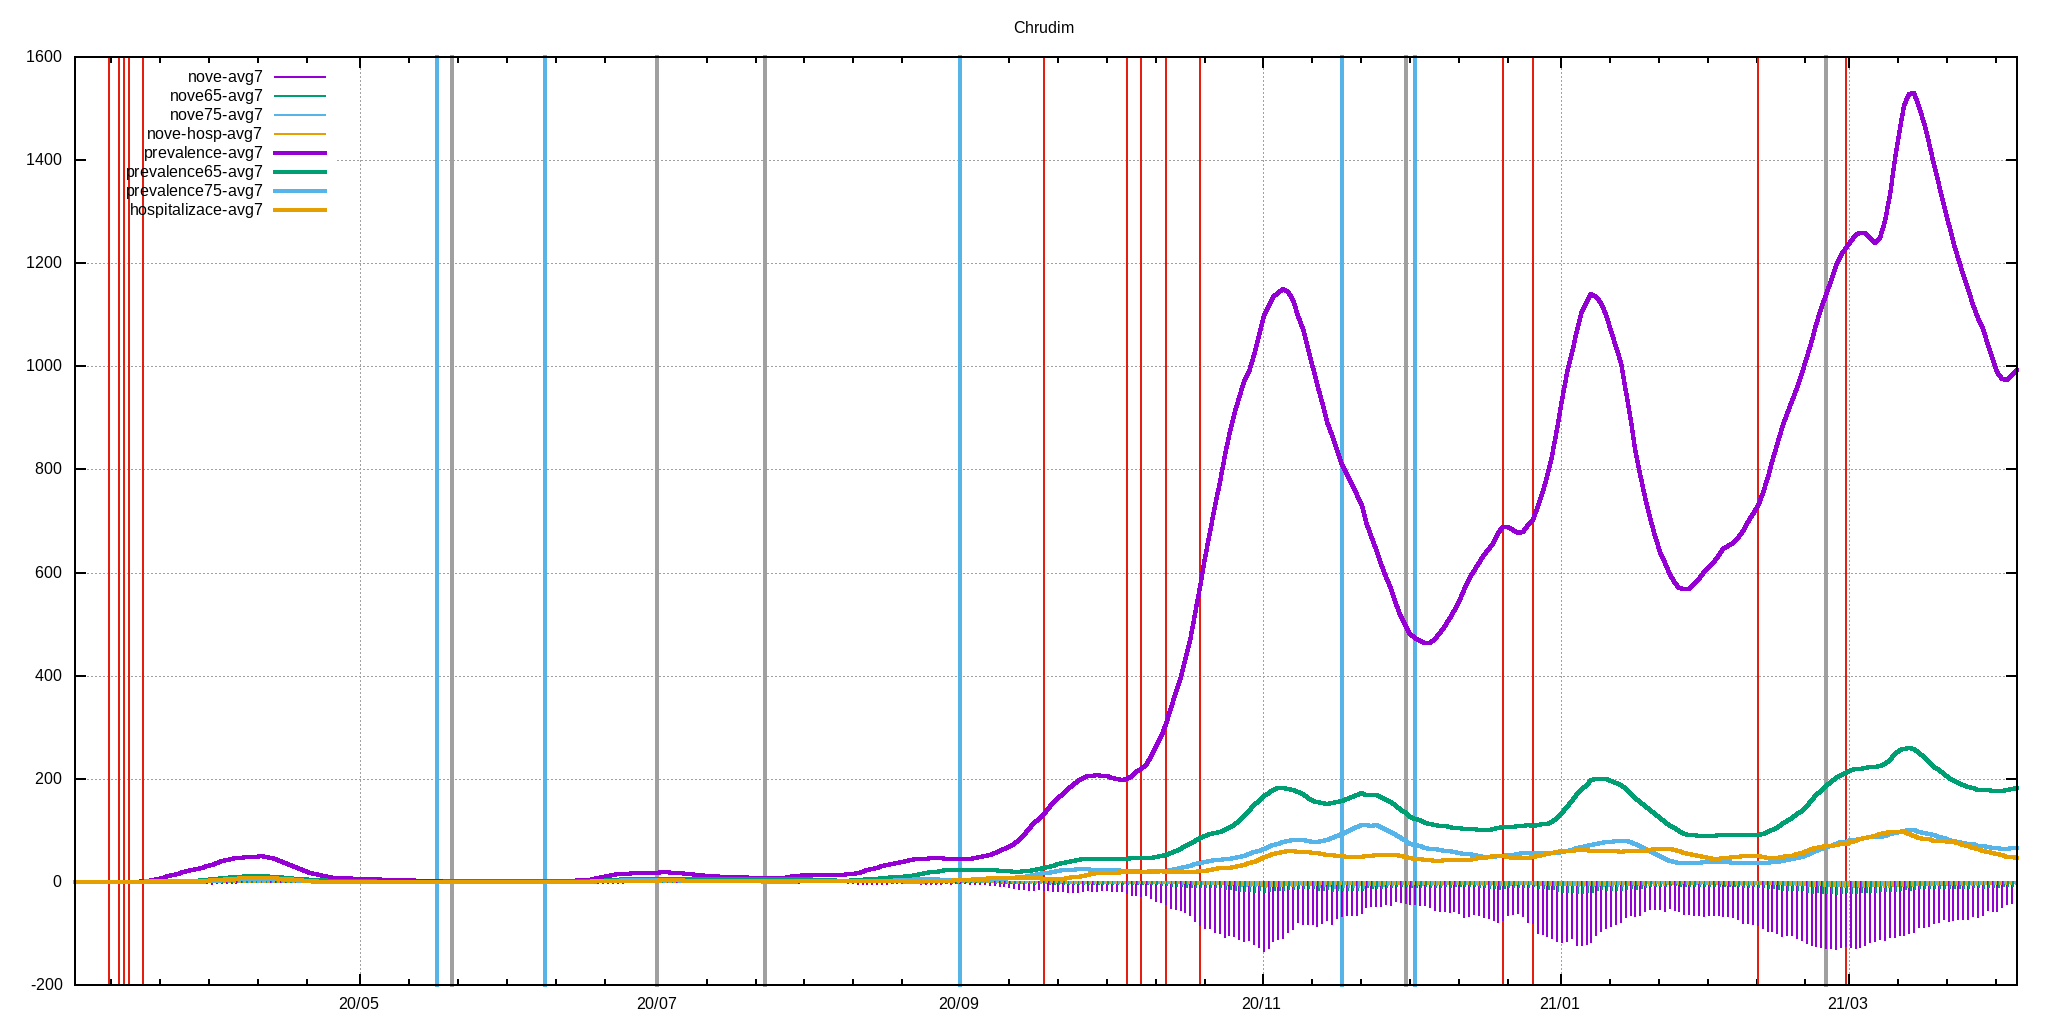 Chrudim
1600
1400
1200
1000
800
600
400
200
0
-200
nove-avg7
nove65-avg7
nove75-avg7
nove-hosp-avg7
prevalence-avg7
prevalence65-avg7
prevalence75-avg7
hospitalizace-avg7
20/05 20/07 20/09 20/11 21/01 21/03